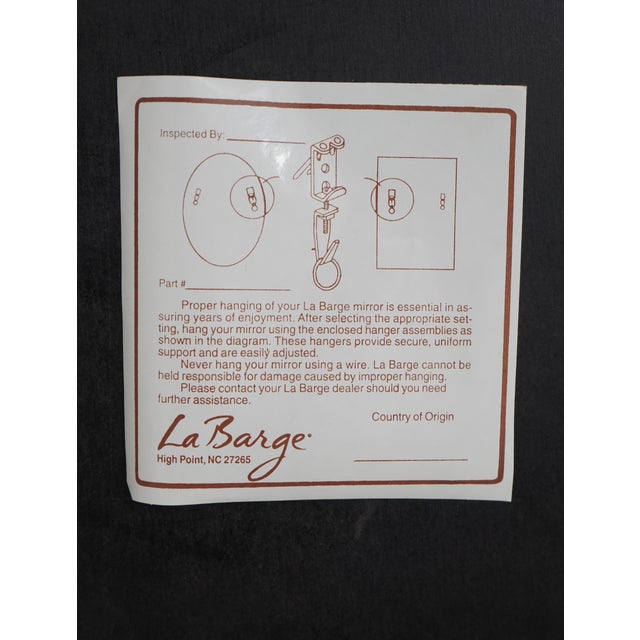 Inspected By:
Part #
Proper hanging of your La Barge mirror is essential in as-
suring years of enjoyment. After selecting the appropriate set-
ting, hang your mirror using the enclosed hanger assemblies as
shown in the diagram. These hangers provide secure, uniform
support and are easily adjusted.
Never hang your mirror using a wire. La Barge cannot be
held responsible for damage caused by improper hanging.
Please contact your La Barge dealer should you need
further assistance.
Country of Origin
La Barge
High Point, NC 27265